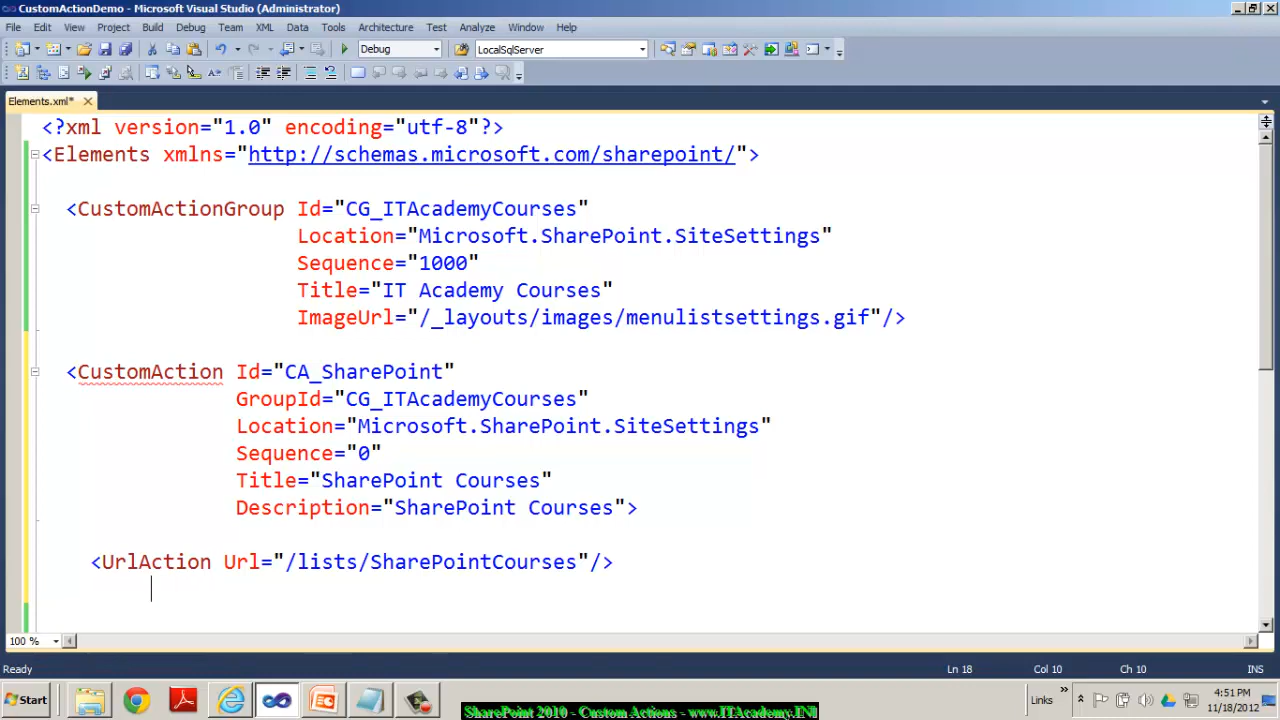 CustomActionDemo - Microsoft Visual Studio (Administrator)
File Edit View Project Build Debug Team XML Data Tools Architecture Test Analyze Window Help
Debug LocalSqlServer
Elements.xml*
<?xml version="1.0" encoding="utf-8"?>
<Elements xmlns="http://schemas.microsoft.com/sharepoint/">
<CustomActionGroup Id="CG_ITAcademyCourses"
Location="Microsoft.SharePoint.SiteSettings"
Sequence="1000"
Title="IT Academy Courses"
ImageUrl="/_layouts/images/menulistsettings.gif"/>
<CustomAction Id="CA_SharePoint"
GroupId="CG_ITAcademyCourses"
Location="Microsoft.SharePoint.SiteSettings"
Sequence="0"
Title="SharePoint Courses"
Description="SharePoint Courses">
<UrlAction Url="/lists/SharePointCourses"/>
100 %
Ready Ln 18 Col 10 Ch 10 INS
Start Links 4:51 PM
11/18/2012
SharePoint 2010 - Custom Actions - www.ITAcademy.IN!